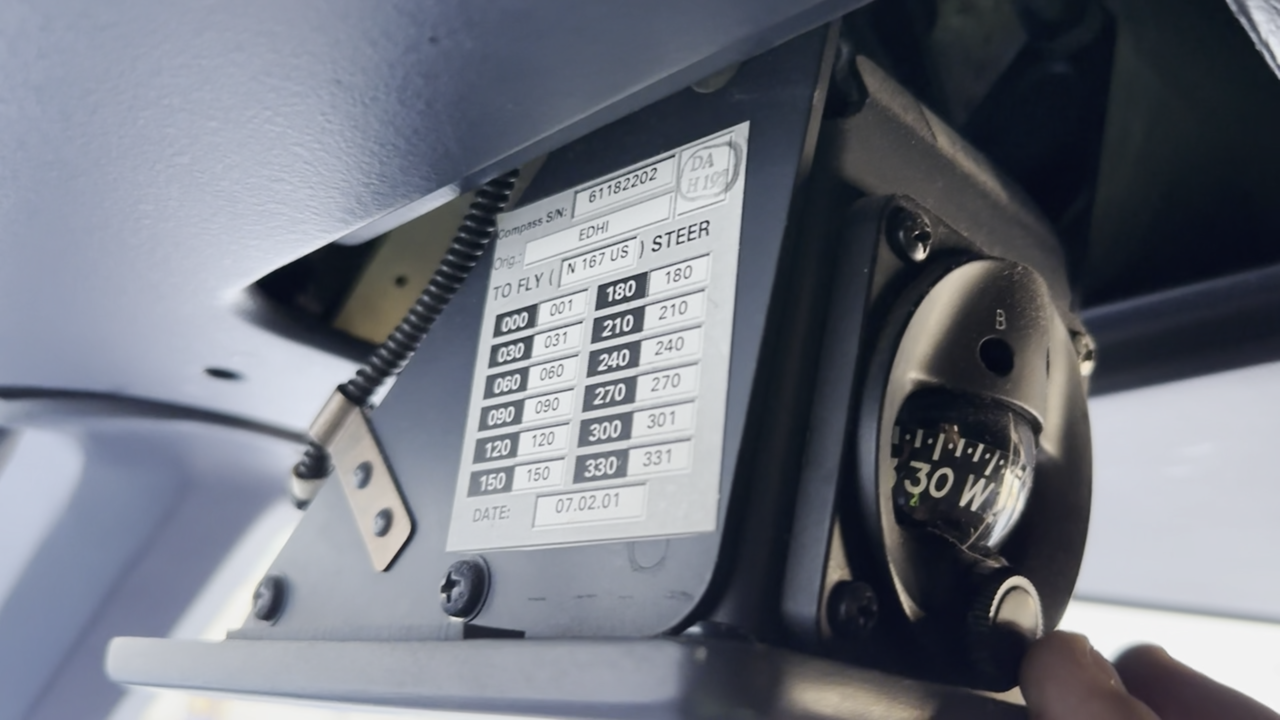 Compass S/N: 61182202
DA
H 19
Orig.: EDHI
TO FLY ( N 167 US ) STEER
000 001 180 180
030 031 210 210
060 060 240 240
090 090 270 270
120 120 300 301
150 150 330 331
DATE: 07.02.01
B
30 W